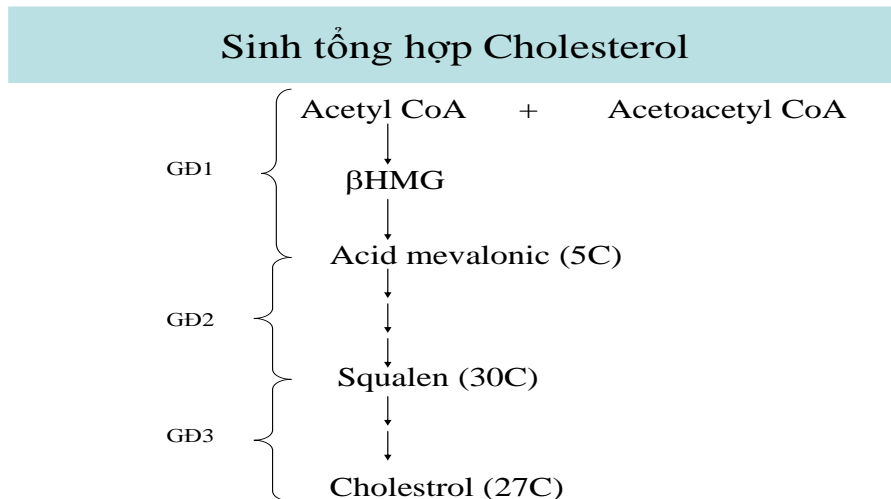 Sinh tổng hợp Cholesterol
Acetyl CoA + Acetoacetyl CoA
GĐ1
βHMG
Acid mevalonic (5C)
GĐ2
Squalen (30C)
GĐ3
Cholestrol (27C)